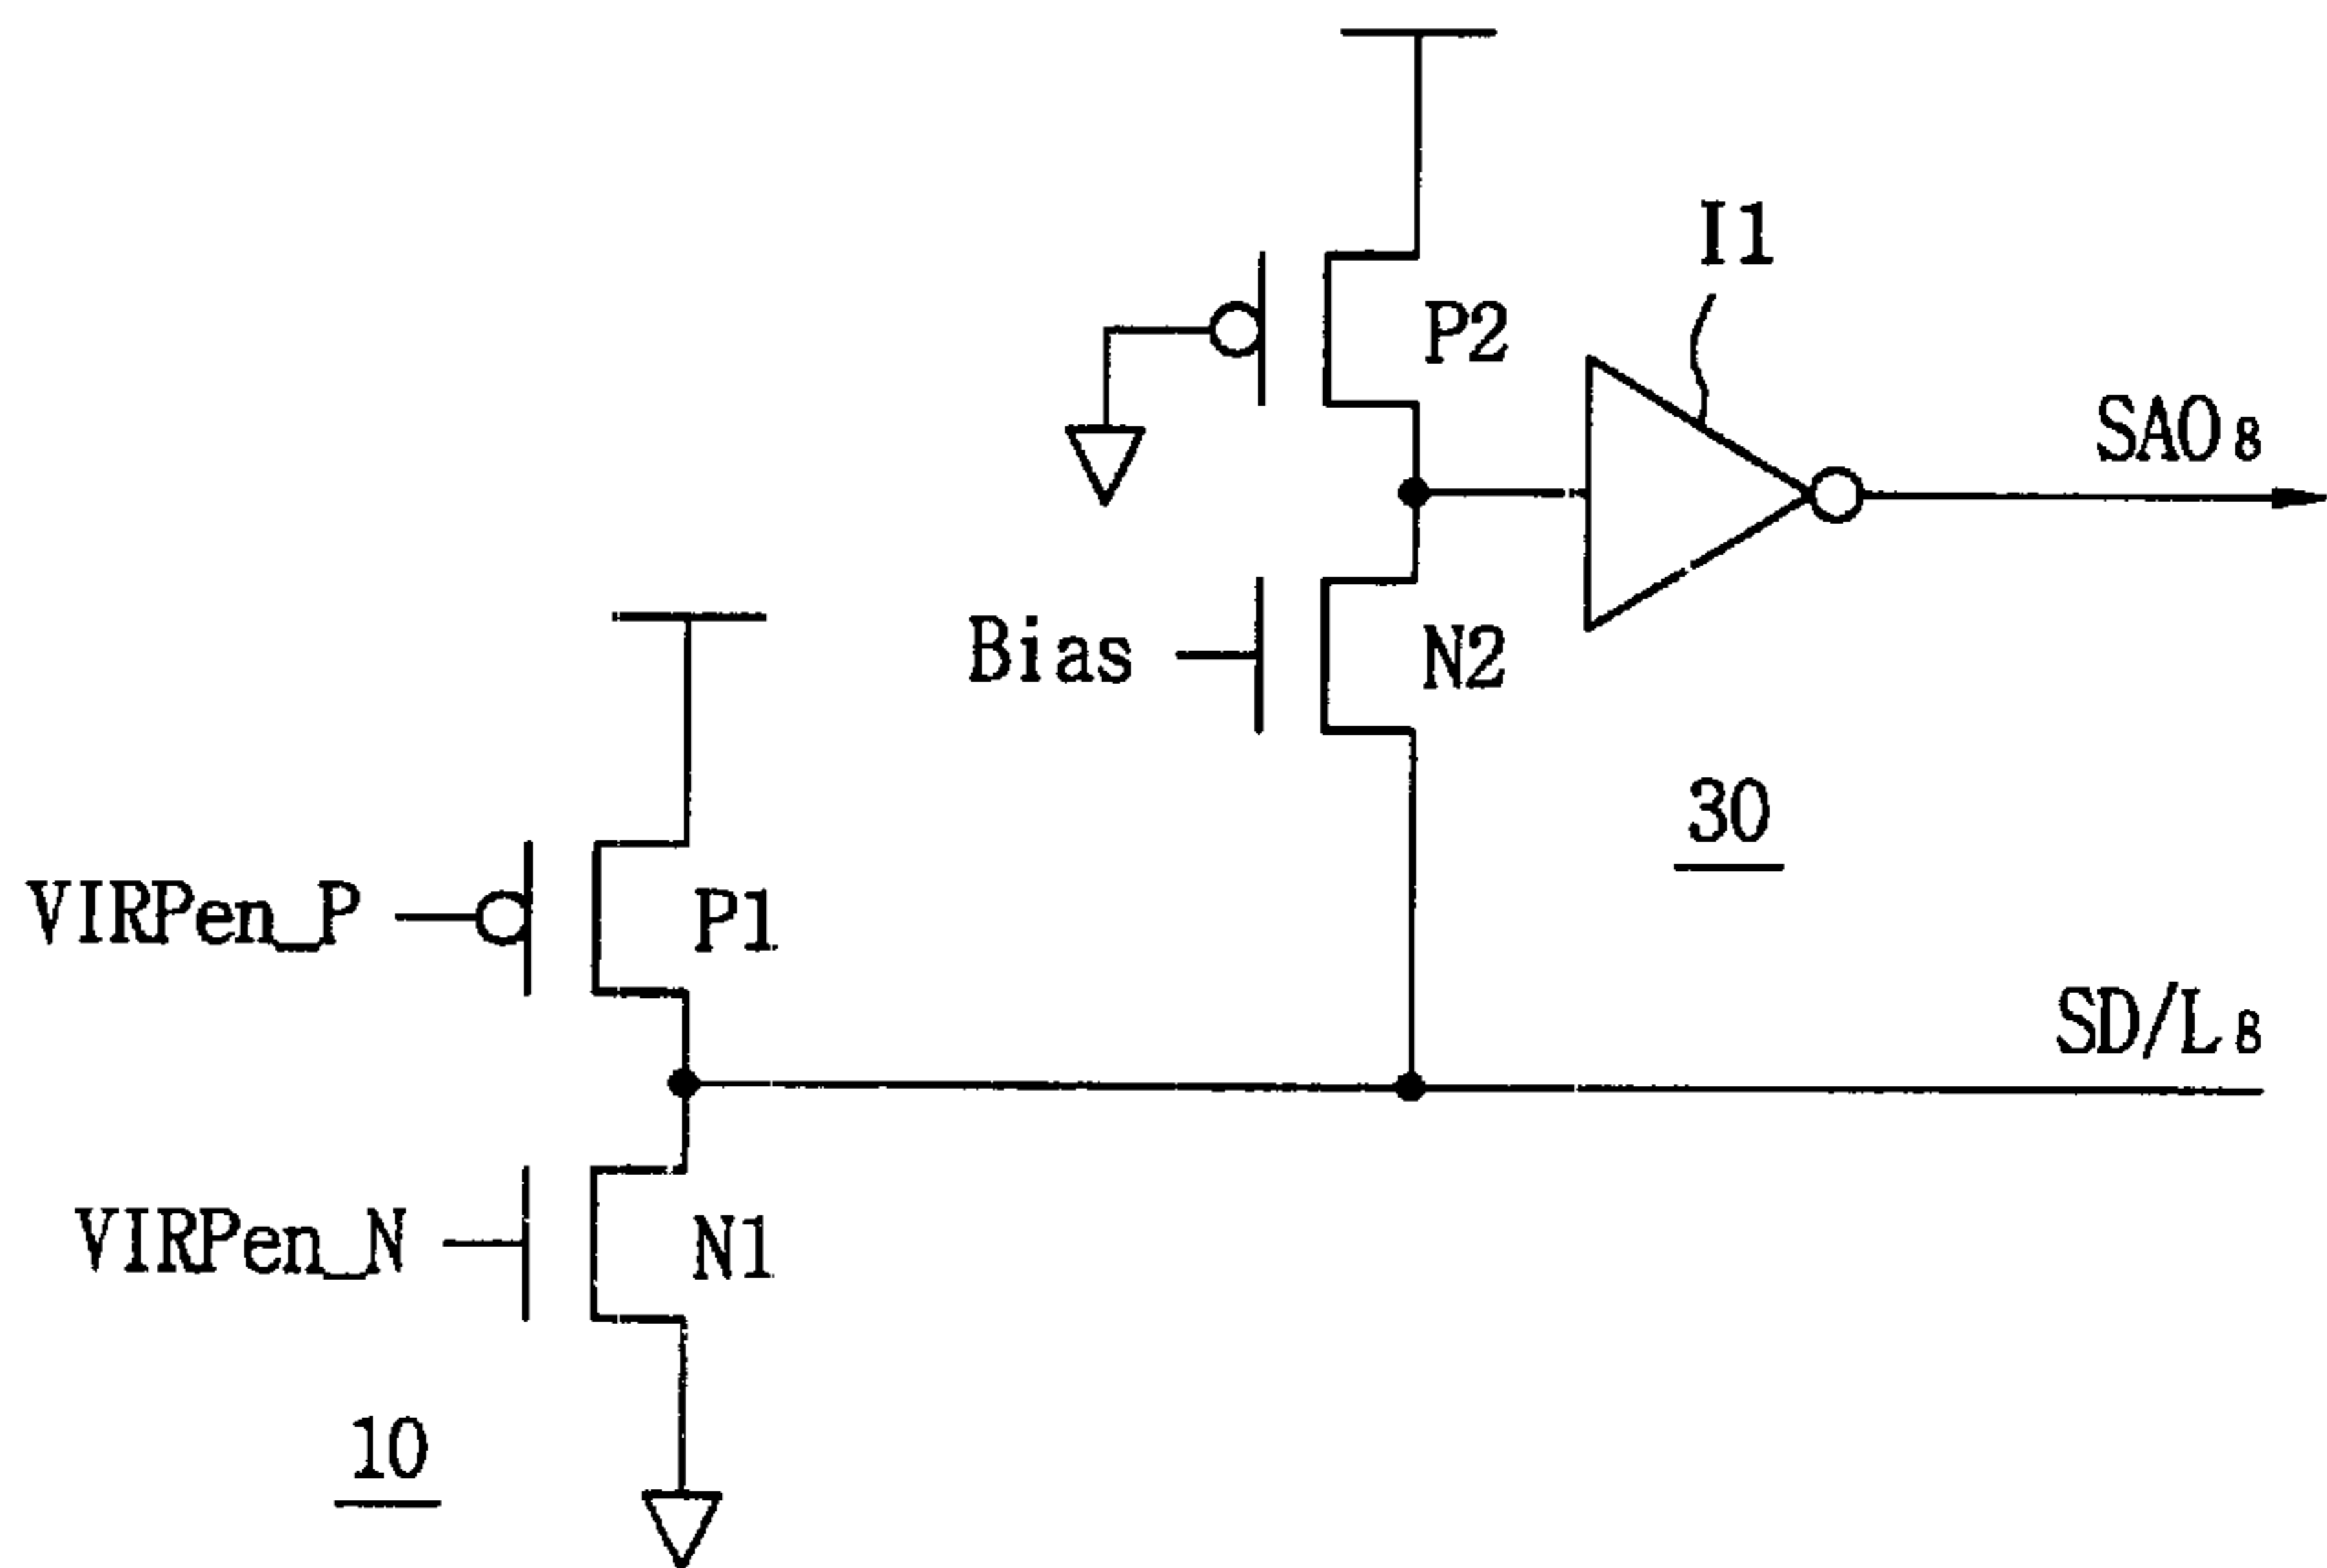 I1
P2
SAO8
Bias
N2
30
VIRPen_P
P1
SD/L8
VIRPen_N
N1
10